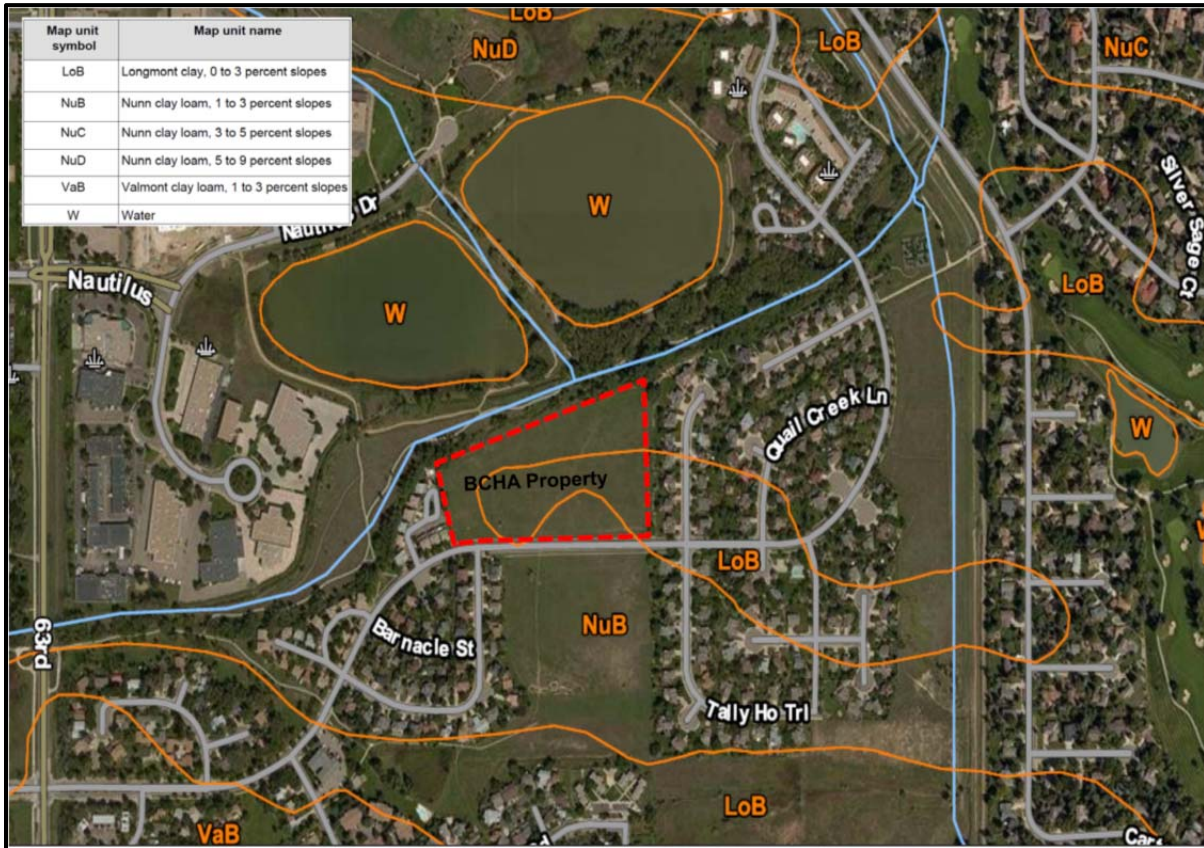 Map unit symbol
Map unit name
LoB
Longmont clay, 0 to 3 percent slopes
NuB
Nunn clay loam, 1 to 3 percent slopes
NuC
Nunn clay loam, 3 to 5 percent slopes
NuD
Nunn clay loam, 5 to 9 percent slopes
VaB
Valmont clay loam, 1 to 3 percent slopes
W
Water
LoB
NuD
LoB
NuC
W
Dr
Nautilus
W
Silver Sage Ct
LoB
W
Quail Creek Ln
BCHA Property
LoB
NuB
63rd
Barnacle St
Tally Ho Trl
LoB
VaB